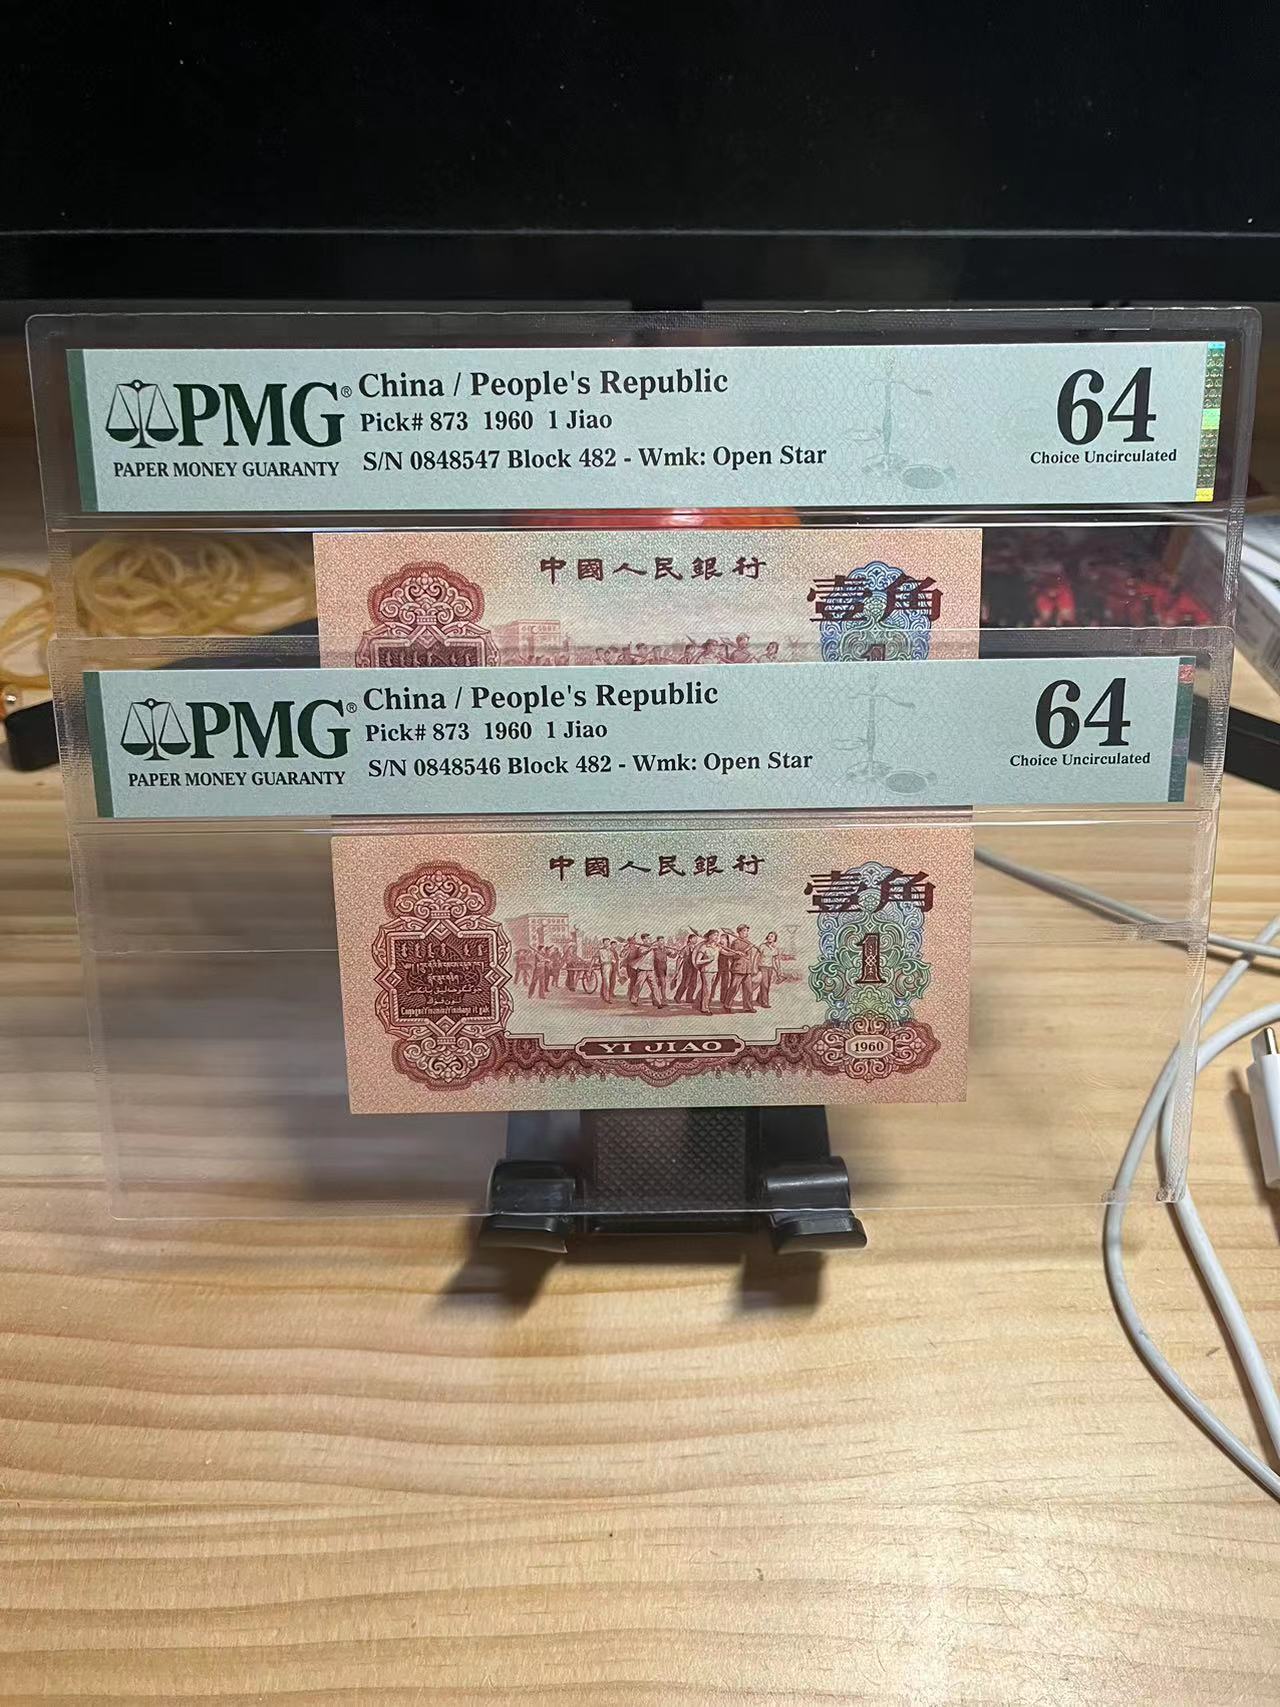 PMG®
PAPER MONEY GUARANTY
China / People's Republic
Pick# 873 1960 1 Jiao
S/N 0848547 Block 482 - Wmk: Open Star
64
Choice Uncirculated
中國人民銀行
壹角
1
PMG®
PAPER MONEY GUARANTY
China / People's Republic
Pick# 873 1960 1 Jiao
S/N 0848546 Block 482 - Wmk: Open Star
64
Choice Uncirculated
中國人民銀行
壹角
1
YI JIAO
1960